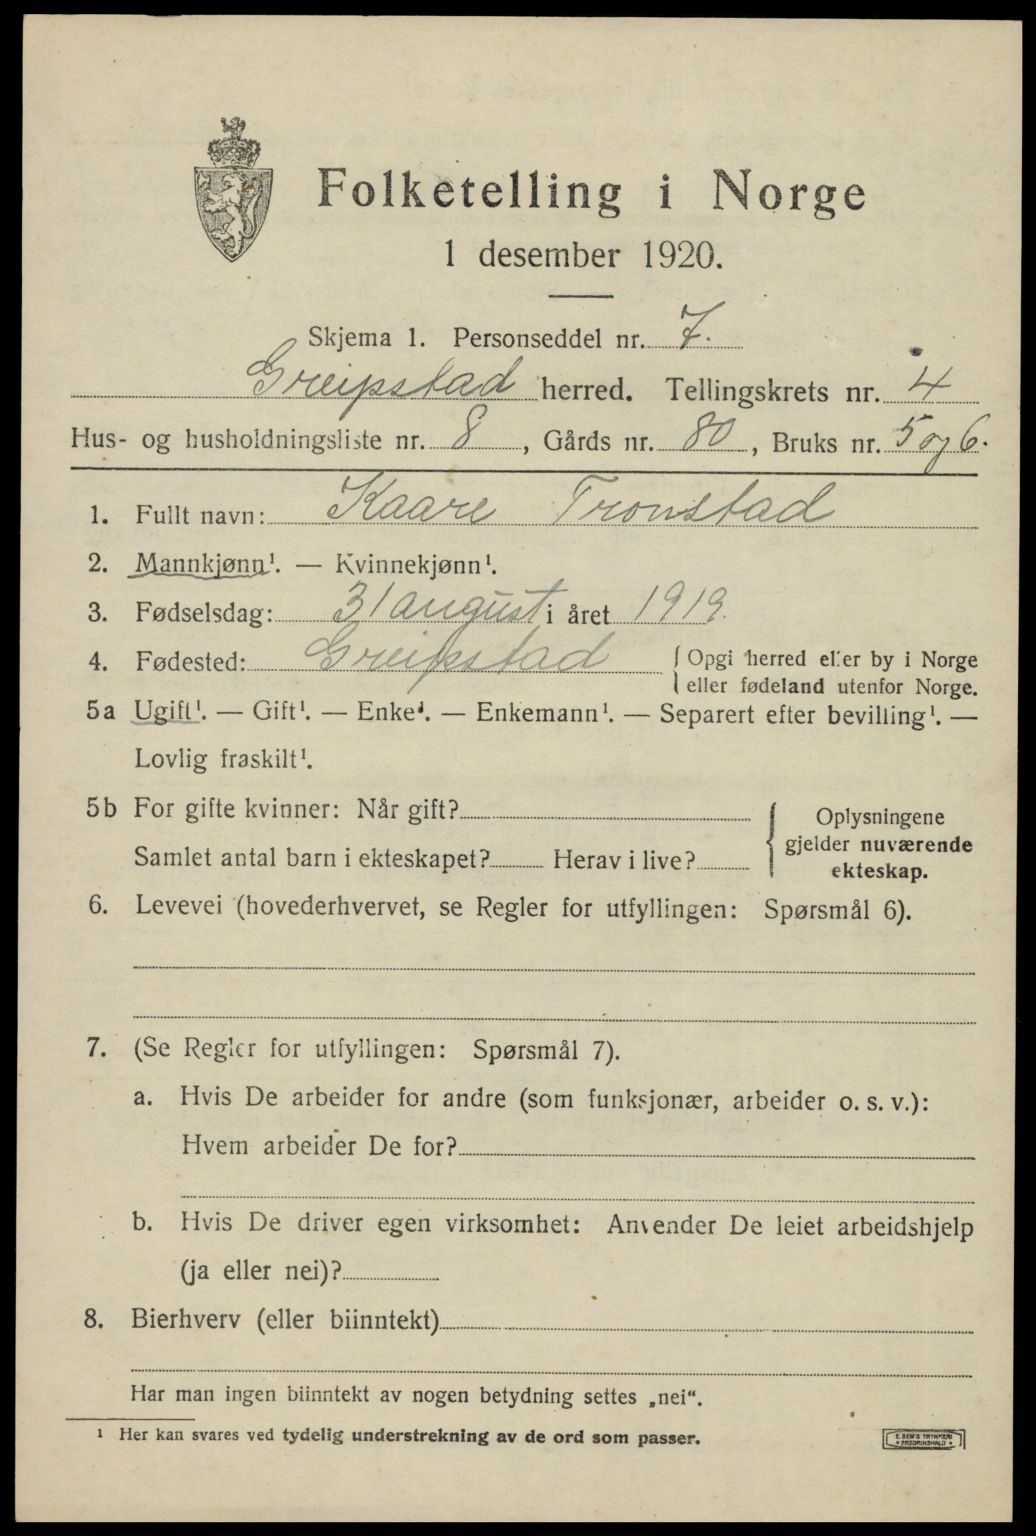 Folketelling i Norge
1 desember 1920.
Skjema 1. Personseddel nr. 7.
Greipstad herred. Tellingskrets nr. 4
Hus- og husholdningsliste nr. 8, Gårds nr. 80, Bruks nr. 5 og 6.
1. Fullt navn: Kaare Tronstad
2. Mannkjønn¹. — Kvinnekjønn¹.
3. Fødselsdag: 31 august i året 1919.
4. Fødested: Greipstad { Opgi herred eller by i Norge
eller fødeland utenfor Norge.
5a Ugift¹. — Gift¹. — Enke¹. — Enkemann¹. — Separert efter bevilling¹. —
Lovlig fraskilt¹.
5b For gifte kvinner: Når gift?
Samlet antal barn i ekteskapet? Herav i live?
{ Oplysningene
gjelder nuværende
ekteskap.
6. Levevei (hovederhvervet, se Regler for utfyllingen: Spørsmål 6).
7. (Se Regler for utfyllingen: Spørsmål 7).
a. Hvis De arbeider for andre (som funksjonær, arbeider o. s. v.):
Hvem arbeider De for?
b. Hvis De driver egen virksomhet: Anvender De leiet arbeidshjelp
(ja eller nei)?
8. Bierhverv (eller biinntekt)
Har man ingen biinntekt av nogen betydning settes „nei".
¹ Her kan svares ved tydelig understrekning av de ord som passer.
E. SEM'S TRYKKERI
FREDRIKSHALD